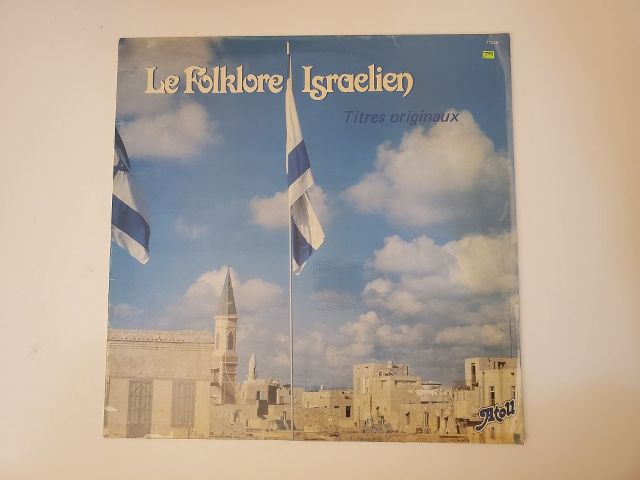 Le Folklore Israelien
Titres originaux
Atoll